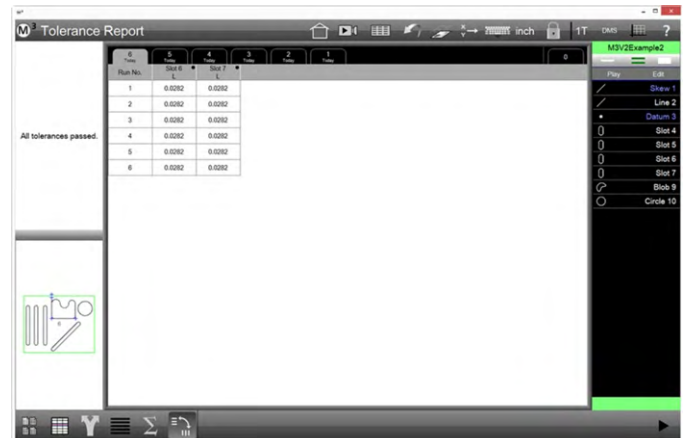 M³ Tolerance Report
inch
1T
DMS
?
M3V2Example2
6 Today
5 Today
4 Today
3 Today
2 Today
1 Today
0
Play Edit
Run No. Slot 6 L Slot 7 L
1 0.0282 0.0282
2 0.0282 0.0282
3 0.0282 0.0282
4 0.0282 0.0282
5 0.0282 0.0282
6 0.0282 0.0282
All tolerances passed.
Skew 1
Line 2
Datum 3
Slot 4
Slot 5
Slot 6
Slot 7
Blob 9
Circle 10